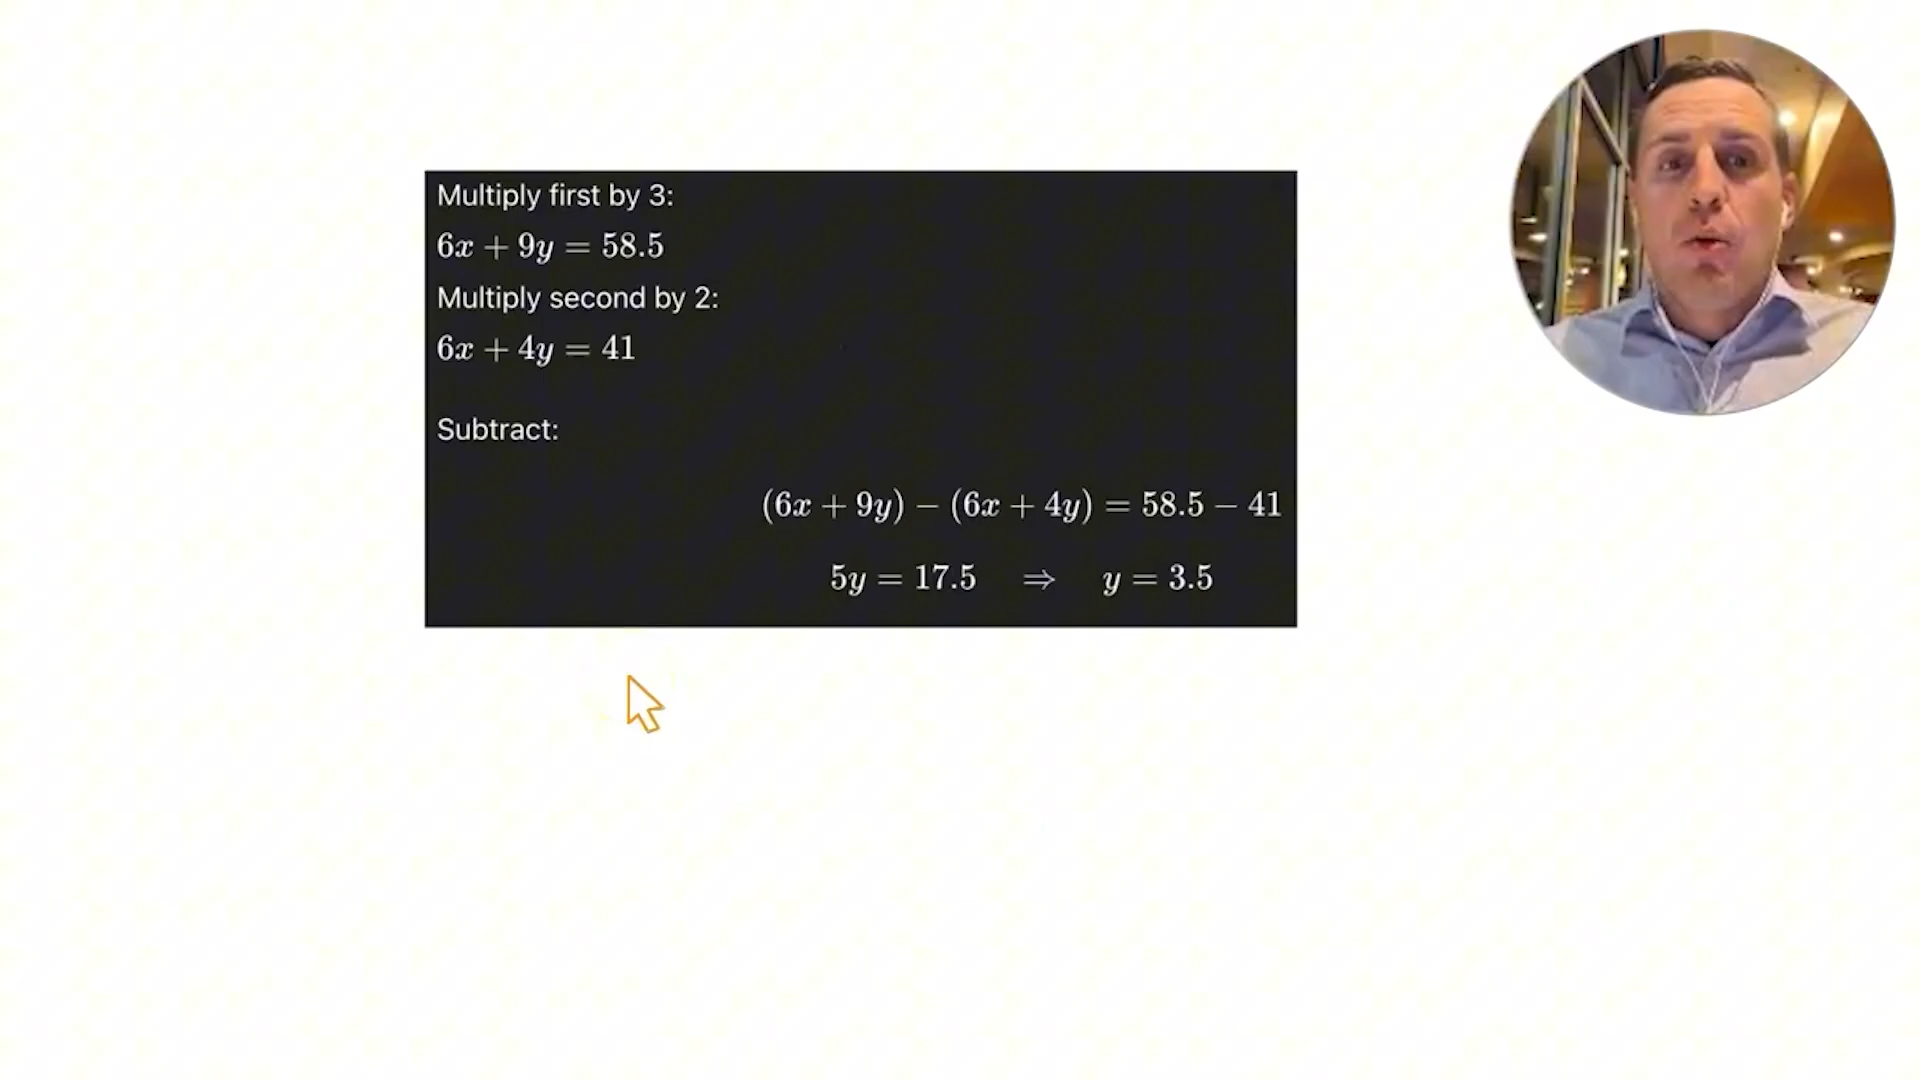 Multiply first by 3:
6x + 9y = 58.5
Multiply second by 2:
6x + 4y = 41
Subtract:
(6x + 9y) − (6x + 4y) = 58.5 − 41
5y = 17.5 ⇒ y = 3.5